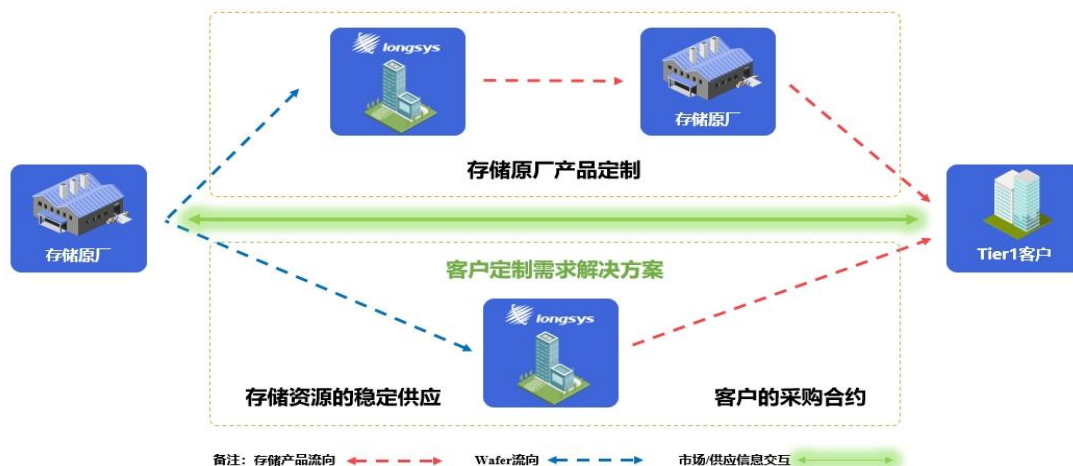 longsys
存储原厂
存储原厂产品定制
存储原厂
Tier1客户
客户定制需求解决方案
longsys
存储资源的稳定供应
客户的采购合约
备注：存储产品流向
Wafer流向
市场/供应信息交互